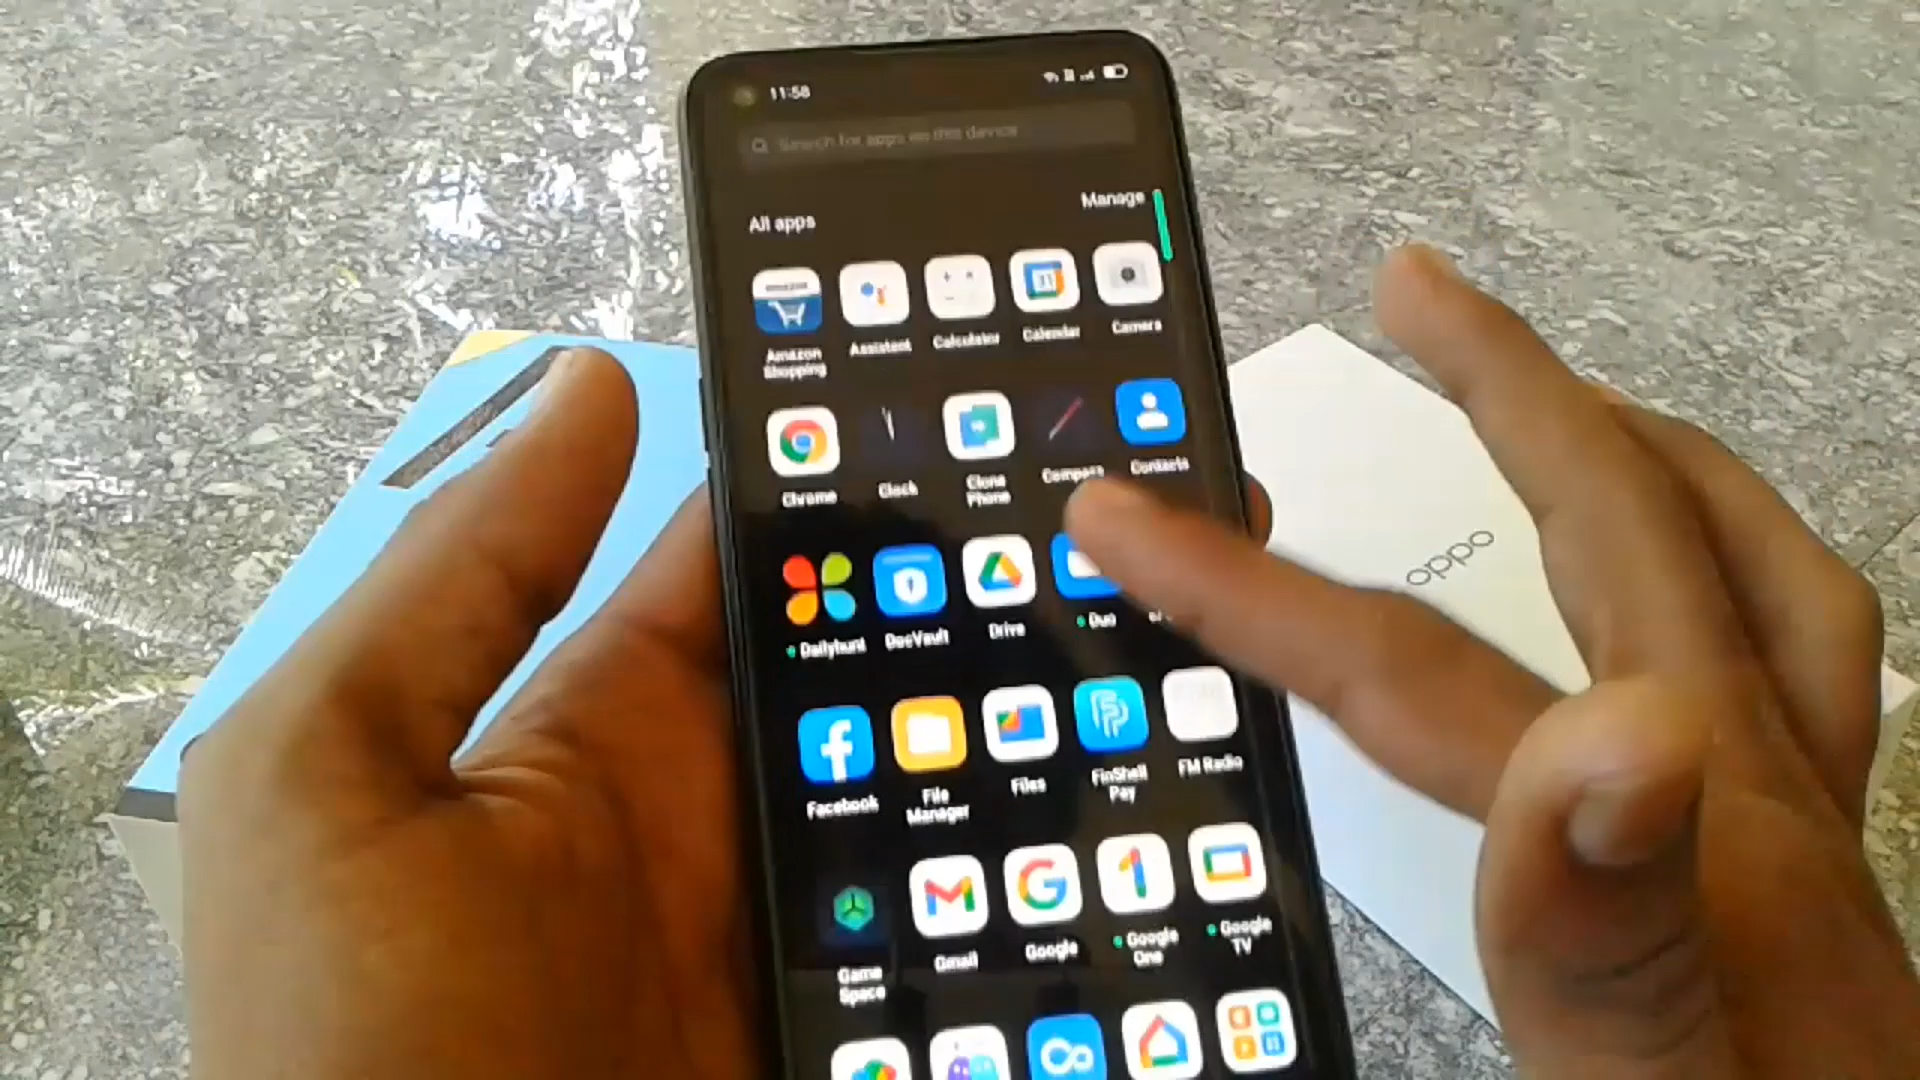 11:58
Search for apps on this device
All apps
Manage
amazon
Amazon
Shopping
Assistant
Calculator
31
Calendar
Camera
Chrome
Clock
Clone
Phone
Compass
Contacts
Dailyhunt
DocVault
Drive
Duo
Facebook
File
Manager
Files
FinShell
Pay
FM Radio
Game
Space
Gmail
Google
Google
One
Google
TV
oppo